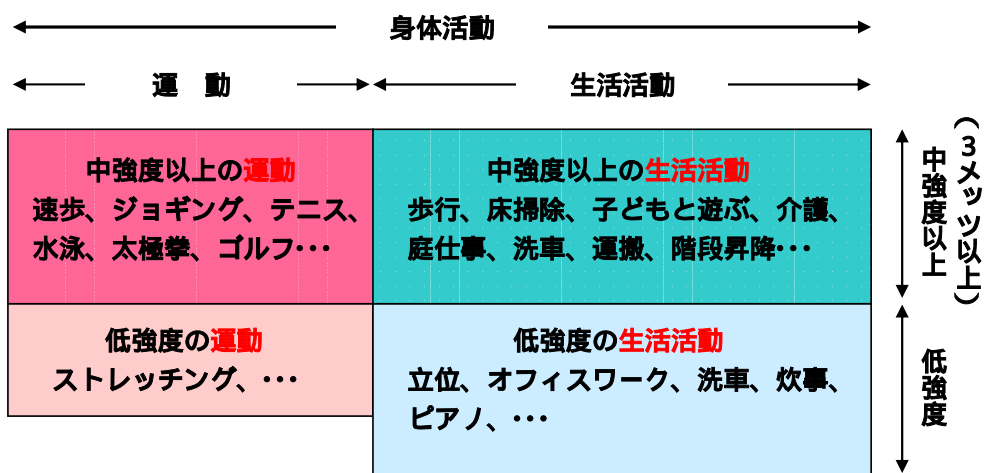 身体活動
運 動
生活活動
中強度以上の運動
速歩、ジョギング、テニス、
水泳、太極拳、ゴルフ･･･
中強度以上の生活活動
歩行、床掃除、子どもと遊ぶ、介護、
庭仕事、洗車、運搬、階段昇降･･･
低強度の運動
ストレッチング、･･･
低強度の生活活動
立位、オフィスワーク、洗車、炊事、
ピアノ、･･･
中強度以上
(３メッツ以上)
低強度